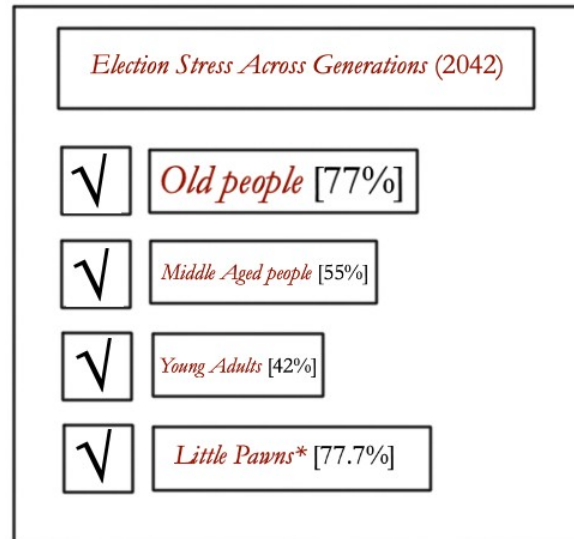 Election Stress Across Generations (2042)
√ Old people [77%]
√ Middle Aged people [55%]
√ Young Adults [42%]
√ Little Pawns* [77.7%]